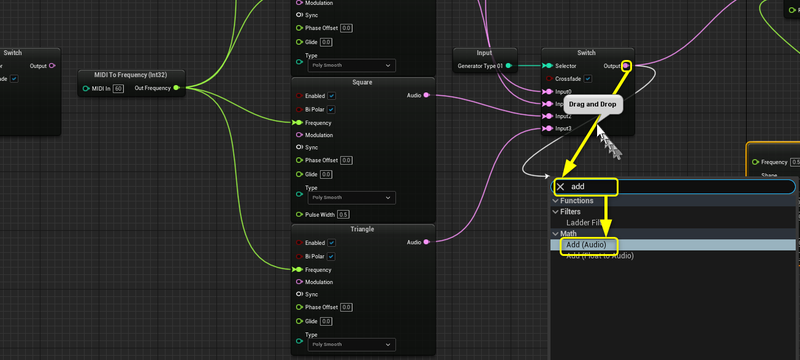 Modulation
Sync
Phase Offset 0.0
Glide 0.0
Type
Poly Smooth
Switch
Output
MIDI To Frequency (Int32)
MIDI In 60
Out Frequency
Square
Enabled
Audio
Bi Polar
Frequency
Modulation
Sync
Phase Offset 0.0
Glide 0.0
Type
Poly Smooth
Pulse Width 0.5
Triangle
Enabled
Audio
Bi Polar
Frequency
Modulation
Sync
Phase Offset 0.0
Glide 0.0
Type
Poly Smooth
Input
Generator Type 01
Switch
Selector
Output
Crossfade
Input0
Input2
Input3
Drag and Drop
add
Functions
Filters
Ladder Fil
Math
Add (Audio)
Add (Float to Audio)
Frequency 0.5
Shape